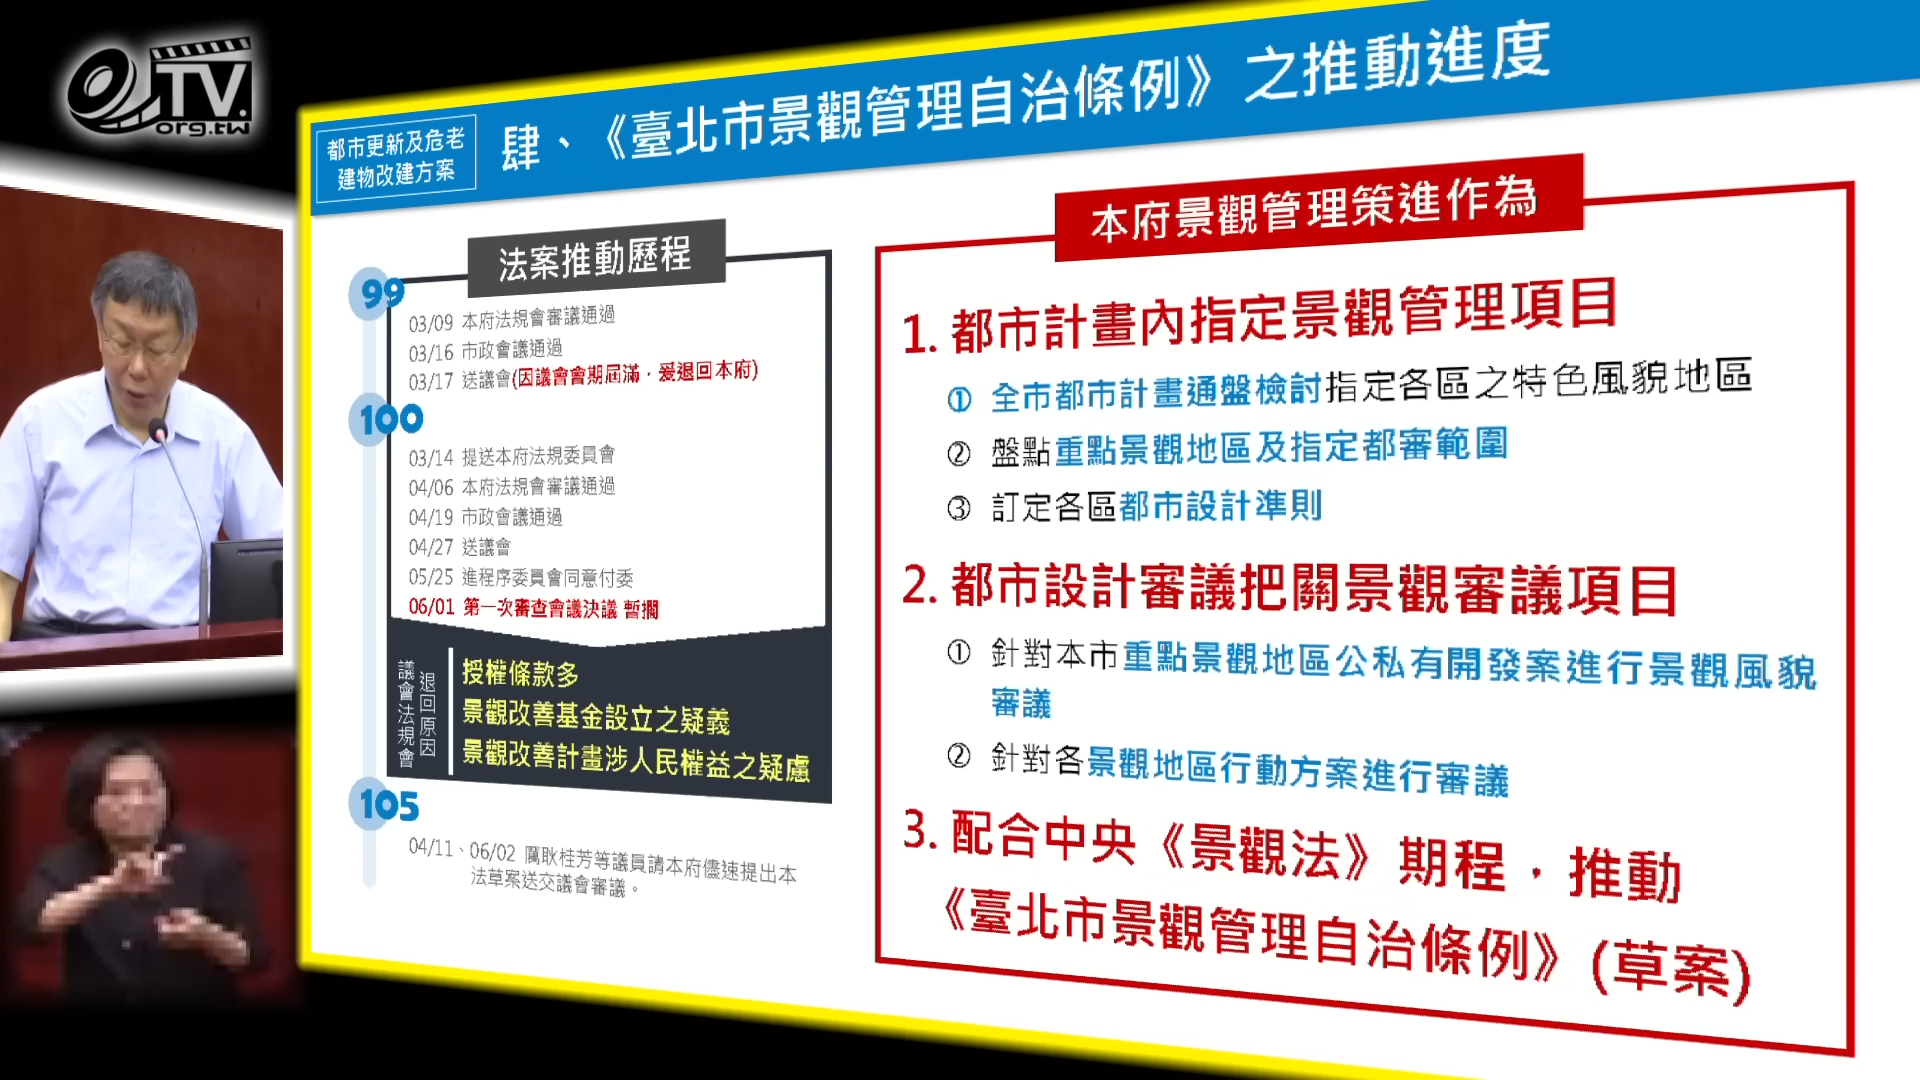 TV.
org.tw
都市更新及危老
建物改建方案
肆、《臺北市景觀管理自治條例》之推動進度
法案推動歷程
99
03/09 本府法規會審議通過
03/16 市政會議通過
03/17 送議會(因議會會期屆滿，爰退回本府)
100
03/14 提送本府法規委員會
04/06 本府法規會審議通過
04/19 市政會議通過
04/27 送議會
05/25 進程序委員會同意付委
06/01 第一次審查會議決議 暫擱
議會法規會
退回原因
授權條款多
景觀改善基金設立之疑義
景觀改善計畫涉人民權益之疑慮
105
04/11、06/02 厲耿桂芳等議員請本府儘速提出本
法草案送交議會審議。
本府景觀管理策進作為
1. 都市計畫內指定景觀管理項目
① 全市都市計畫通盤檢討指定各區之特色風貌地區
② 盤點重點景觀地區及指定都審範圍
③ 訂定各區都市設計準則
2. 都市設計審議把關景觀審議項目
① 針對本市重點景觀地區公私有開發案進行景觀風貌
審議
② 針對各景觀地區行動方案進行審議
3. 配合中央《景觀法》期程，推動
《臺北市景觀管理自治條例》(草案)